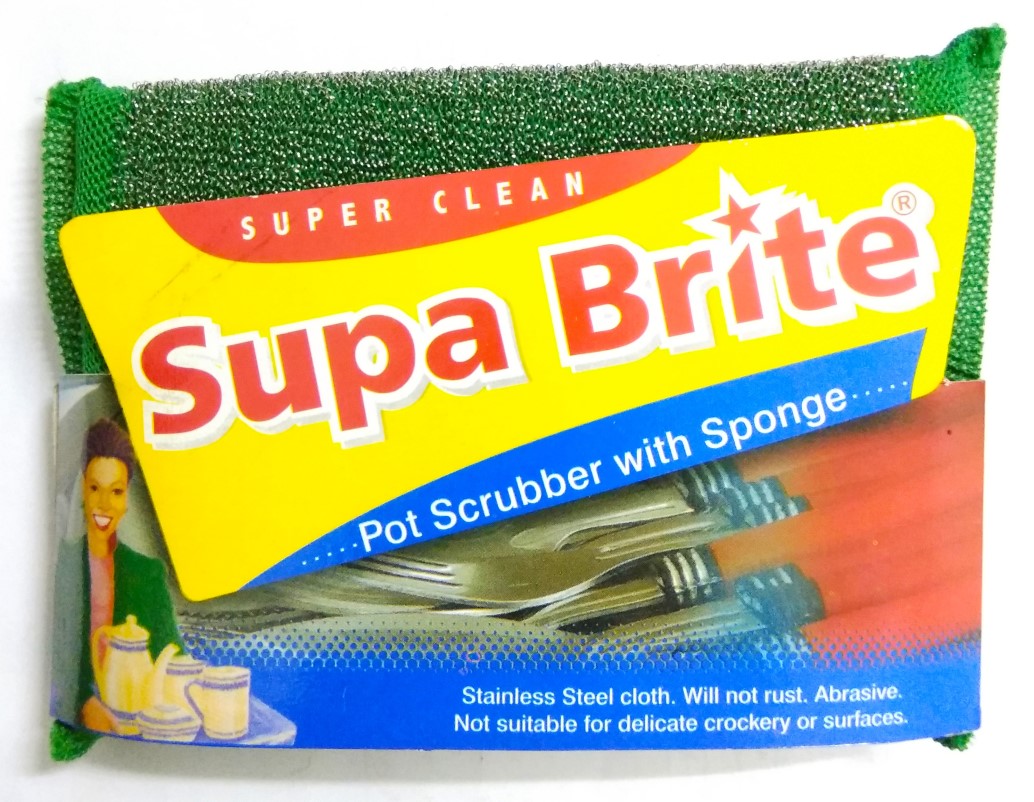 SUPER CLEAN
Supa Brite®
.....Pot Scrubber with Sponge.....
Stainless Steel cloth. Will not rust. Abrasive.
Not suitable for delicate crockery or surfaces.